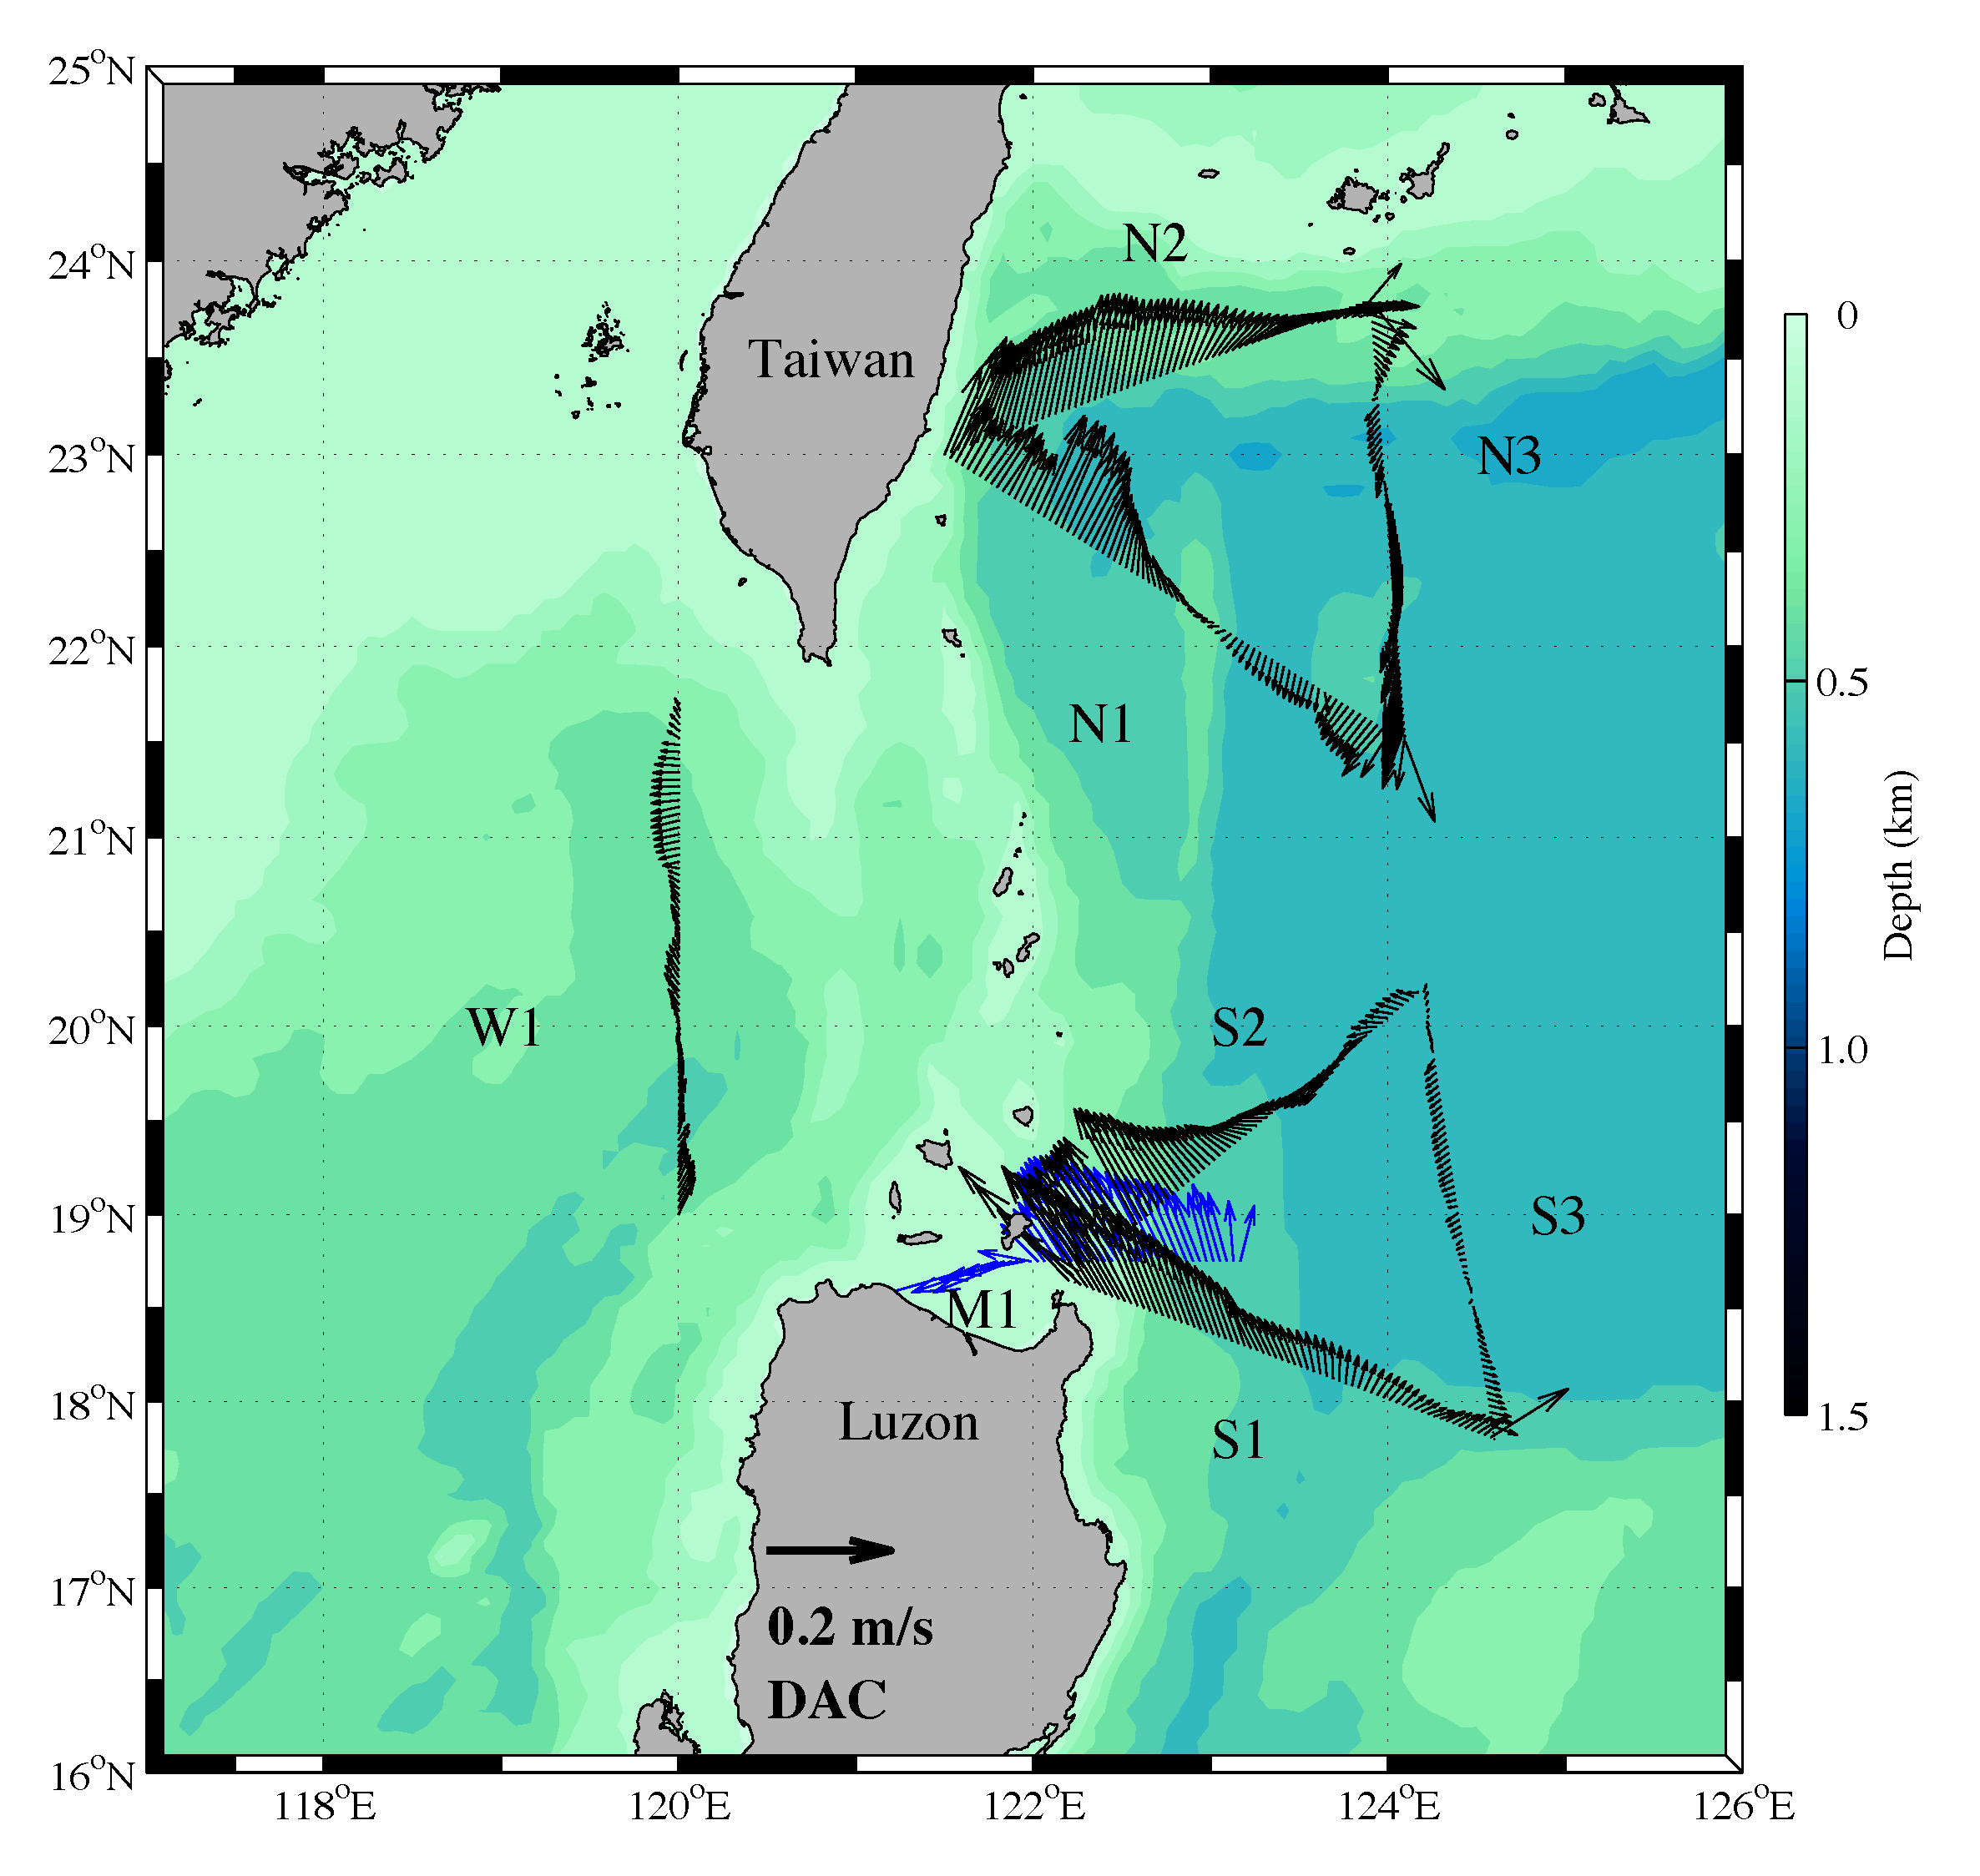 25°N
24°N
23°N
22°N
21°N
20°N
19°N
18°N
17°N
16°N
118°E
120°E
122°E
124°E
126°E
N2
Taiwan
N3
N1
W1
S2
S3
M1
Luzon
S1
0.2 m/s
DAC
0
0.5
1.0
1.5
Depth (km)